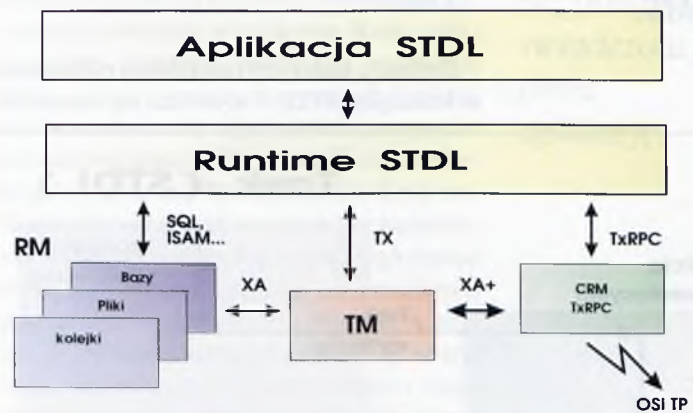 Aplikacja STDL
Runtime STDL
SQL,
ISAM...
TX
TxRPC
RM
Bazy
Pliki
kolejki
XA
TM
XA+
CRM
TxRPC
OSI TP